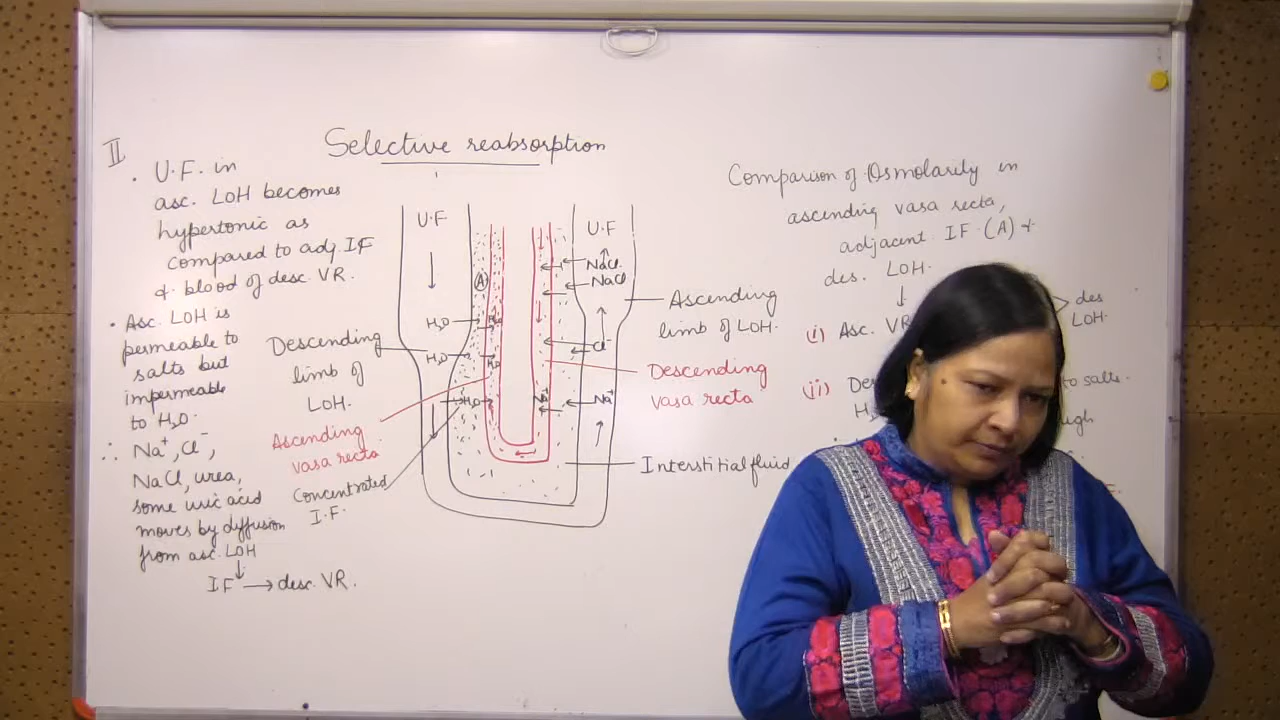 II
Selective reabsorption
. U.F. in
asc. LOH becomes
hypertonic as
compared to adj. IF
& blood of desc. VR.
. Asc. LOH is
permeable to
salts but
impermeable
to H₂O.
∴ Na⁺, Cl⁻,
NaCl, urea,
some uric acid
moves by diffusion
from asc. LOH
↓
IF → desc. VR.
Descending
limb of
LOH.
Ascending
vasa recta
Concentrated
I.F.
U.F
U.F
A
NaCl
NaCl
H₂O
H₂O
H₂O
Cl⁻
Na⁺
Na⁺
Ascending
limb of LOH.
Descending
vasa recta
Interstitial fluid
Comparison of Osmolarity in
ascending vasa recta,
adjacent IF (A) +
des. LOH.
↓
(i) Asc. VR
des
LOH.
(ii)
to salts.